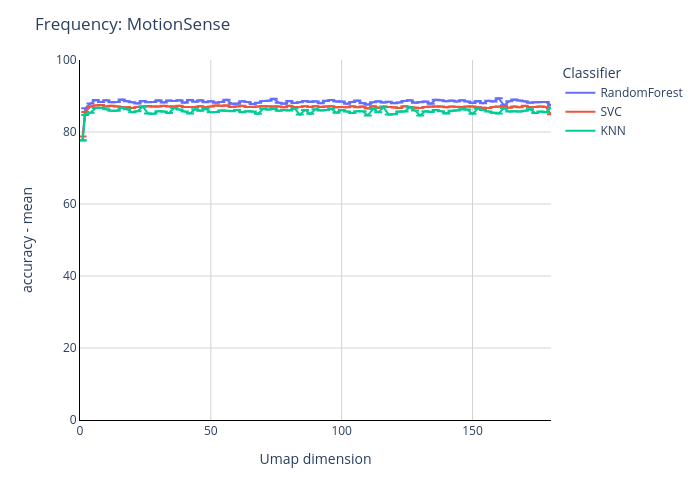 Frequency: MotionSense
Classifier
RandomForest
SVC
KNN
accuracy - mean
100
80
60
40
20
0
0
50
100
150
Umap dimension